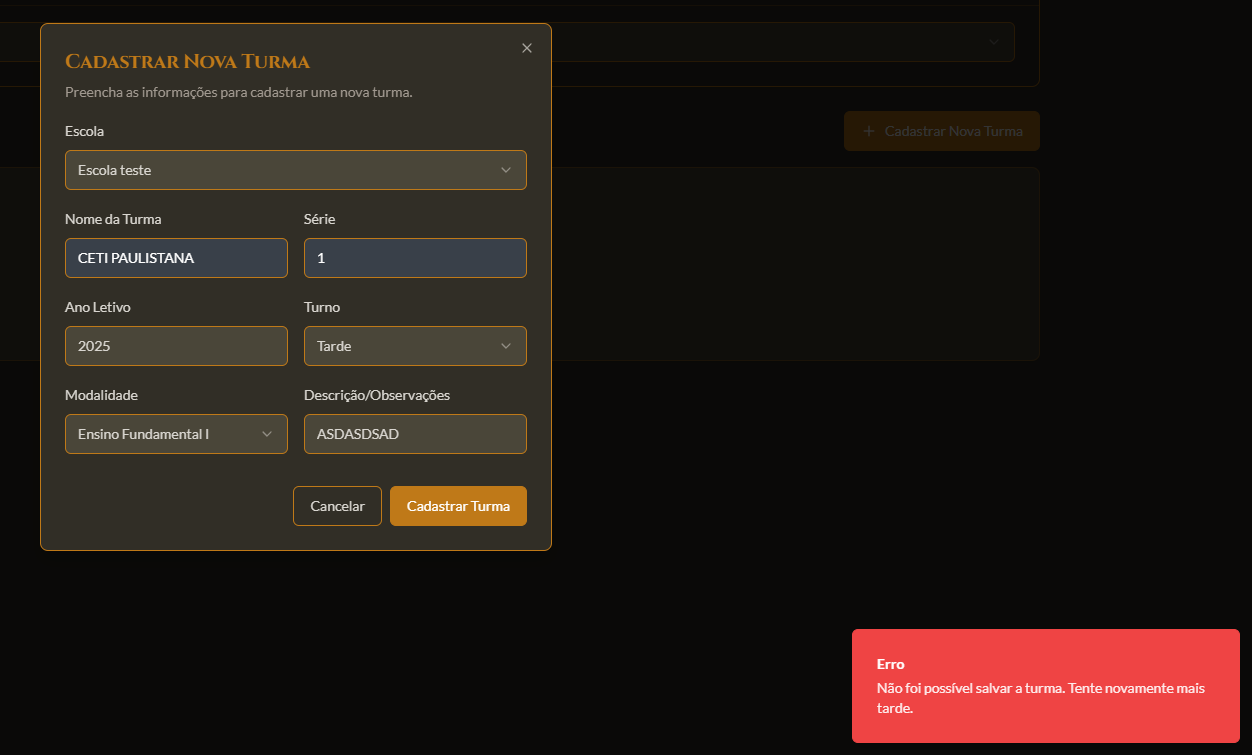 Cadastrar Nova Turma
Preencha as informações para cadastrar uma nova turma.
Escola
Escola teste
Nome da Turma
Série
CETI PAULISTANA
1
Ano Letivo
Turno
2025
Tarde
Modalidade
Descrição/Observações
Ensino Fundamental I
ASDASDSAD
Cancelar
Cadastrar Turma
+ Cadastrar Nova Turma
Erro
Não foi possível salvar a turma. Tente novamente mais
tarde.